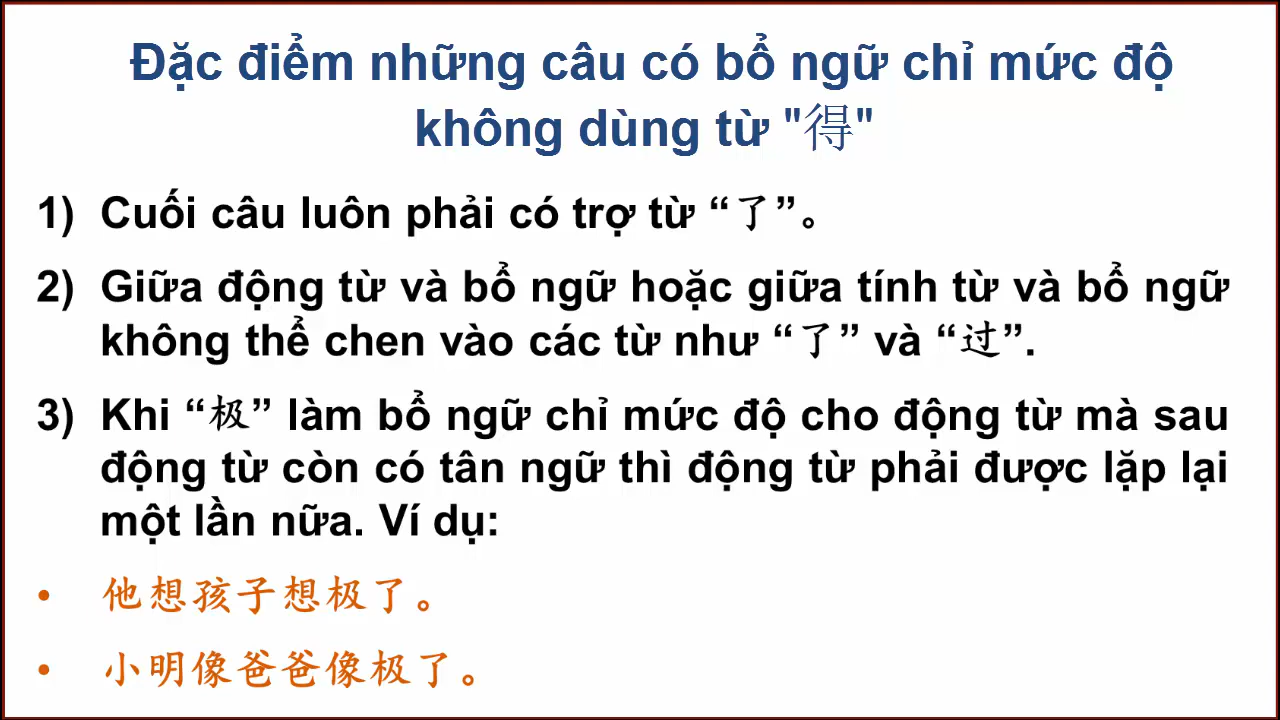 Đặc điểm những câu có bổ ngữ chỉ mức độ
không dùng từ "得"
1) Cuối câu luôn phải có trợ từ “了”。
2) Giữa động từ và bổ ngữ hoặc giữa tính từ và bổ ngữ
không thể chen vào các từ như “了” và “过”.
3) Khi “极” làm bổ ngữ chỉ mức độ cho động từ mà sau
động từ còn có tân ngữ thì động từ phải được lặp lại
một lần nữa. Ví dụ:
• 他想孩子想极了。
• 小明像爸爸像极了。